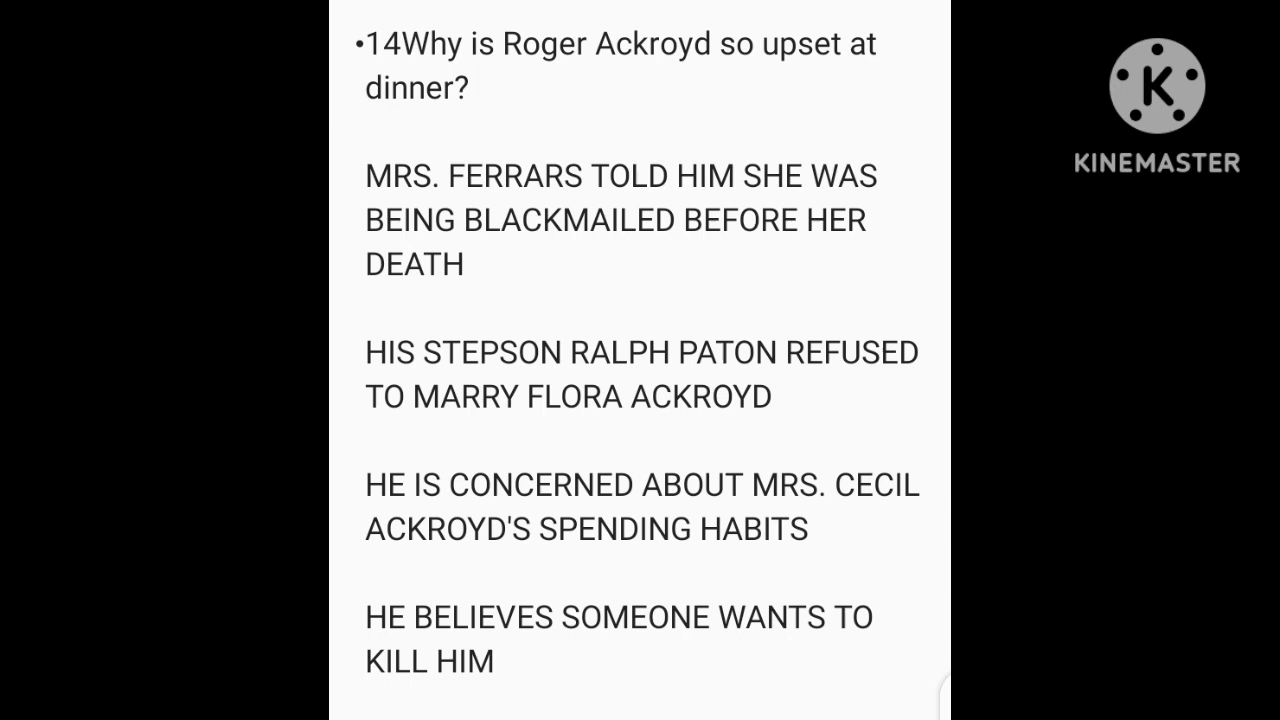 •14Why is Roger Ackroyd so upset at
dinner?
MRS. FERRARS TOLD HIM SHE WAS
BEING BLACKMAILED BEFORE HER
DEATH
HIS STEPSON RALPH PATON REFUSED
TO MARRY FLORA ACKROYD
HE IS CONCERNED ABOUT MRS. CECIL
ACKROYD'S SPENDING HABITS
HE BELIEVES SOMEONE WANTS TO
KILL HIM
K
KINEMASTER